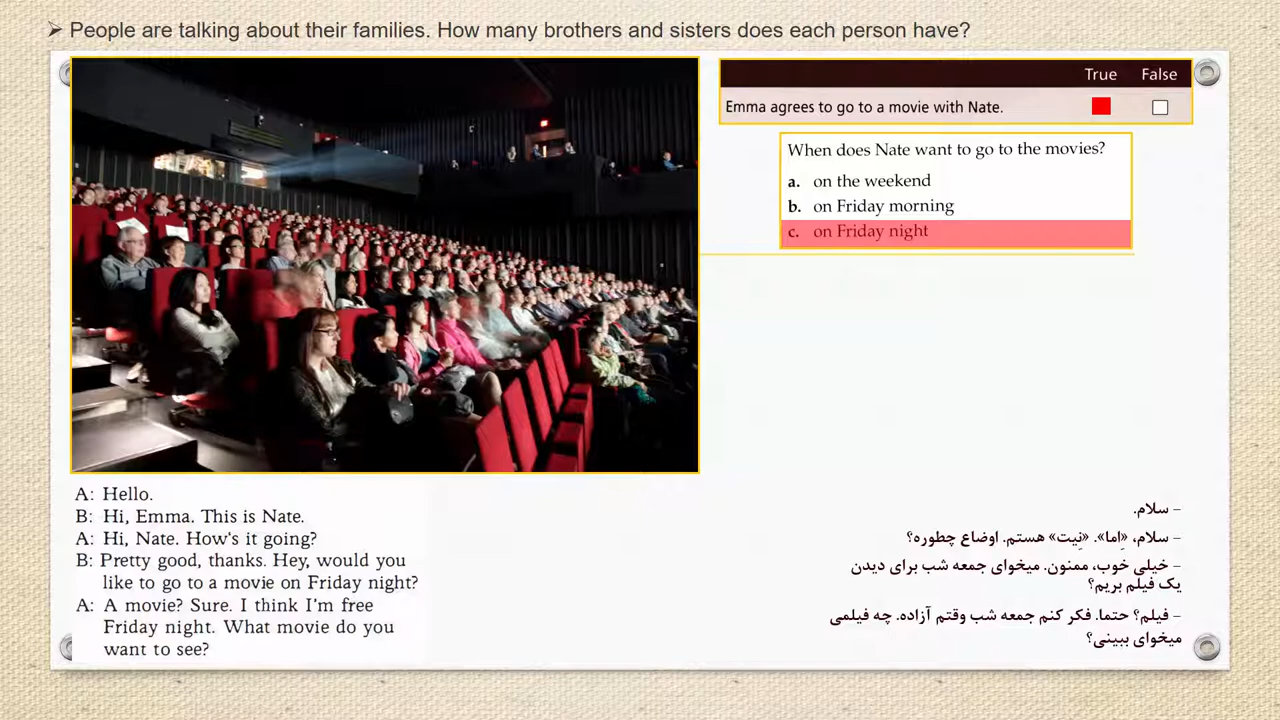 ➢ People are talking about their families. How many brothers and sisters does each person have?
True False
Emma agrees to go to a movie with Nate.
When does Nate want to go to the movies?
a. on the weekend
b. on Friday morning
c. on Friday night
A: Hello.
B: Hi, Emma. This is Nate.
A: Hi, Nate. How's it going?
B: Pretty good, thanks. Hey, would you
like to go to a movie on Friday night?
A: A movie? Sure. I think I'm free
Friday night. What movie do you
want to see?
- سلام.
- سلام، «اِما». «نِیت» هستم. اوضاع چطوره؟
- خیلی خوب، ممنون. میخوای جمعه شب برای دیدن
یک فیلم بریم؟
- فیلم؟ حتما. فکر کنم جمعه شب وقتم آزاده. چه فیلمی
میخوای ببینی؟